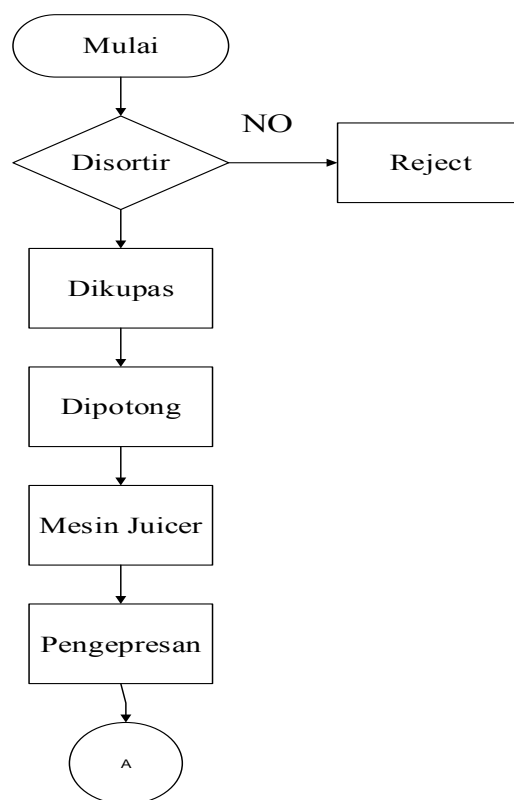 Mulai
NO
Disortir
Reject
Dikupas
Dipotong
Mesin Juicer
Pengepresan
A